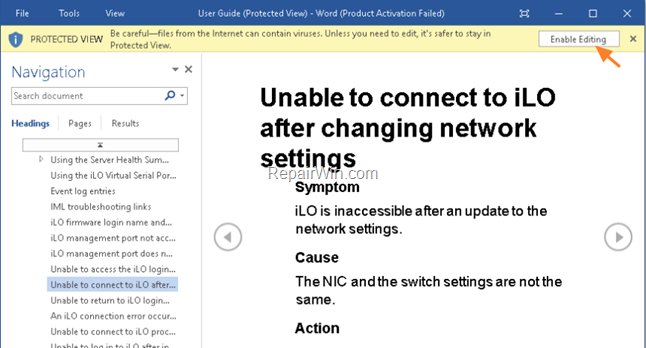 File Tools View User Guide (Protected View) - Word (Product Activation Failed)
PROTECTED VIEW Be careful—files from the Internet can contain viruses. Unless you need to edit, it's safer to stay in Protected View. Enable Editing
Navigation
Search document
Headings Pages Results
Using the Server Health Sum...
Using the iLO Virtual Serial Por...
Event log entries
IML troubleshooting links
iLO firmware login name and...
iLO management port not acc...
iLO management port does n...
Unable to access the iLO login...
Unable to connect to iLO after...
Unable to return to iLO login...
An iLO connection error occur...
Unable to connect to iLO proc...
Unable to log in to iLO after in...
Unable to connect to iLO
after changing network
settings
RepairWin.com
Symptom
iLO is inaccessible after an update to the
network settings.
Cause
The NIC and the switch settings are not the
same.
Action